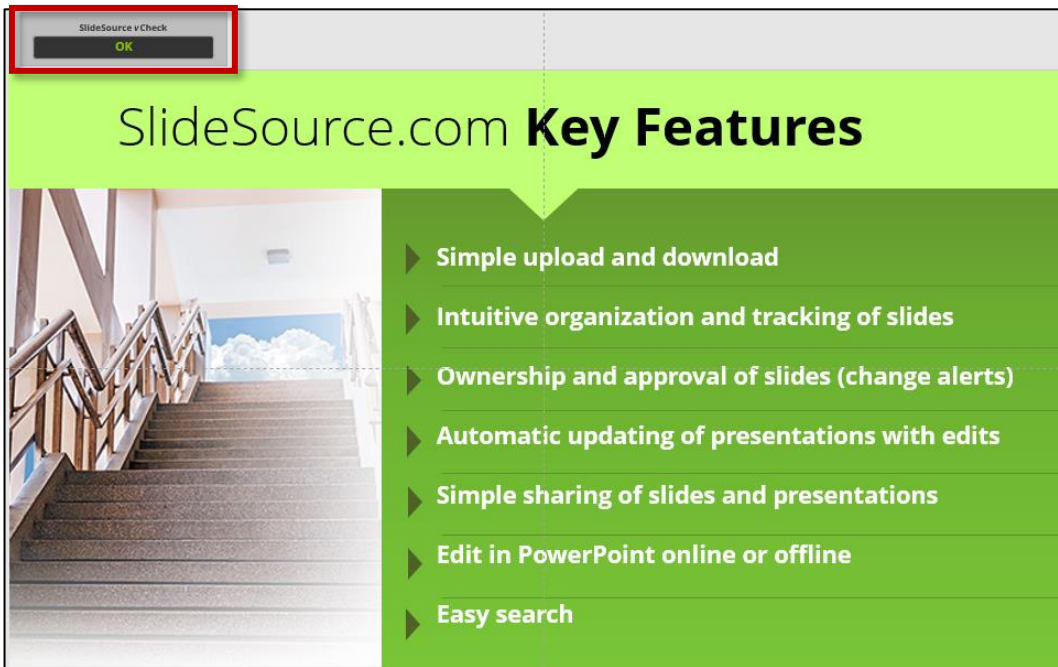 SlideSource v Check
OK
SlideSource.com Key Features
Simple upload and download
Intuitive organization and tracking of slides
Ownership and approval of slides (change alerts)
Automatic updating of presentations with edits
Simple sharing of slides and presentations
Edit in PowerPoint online or offline
Easy search